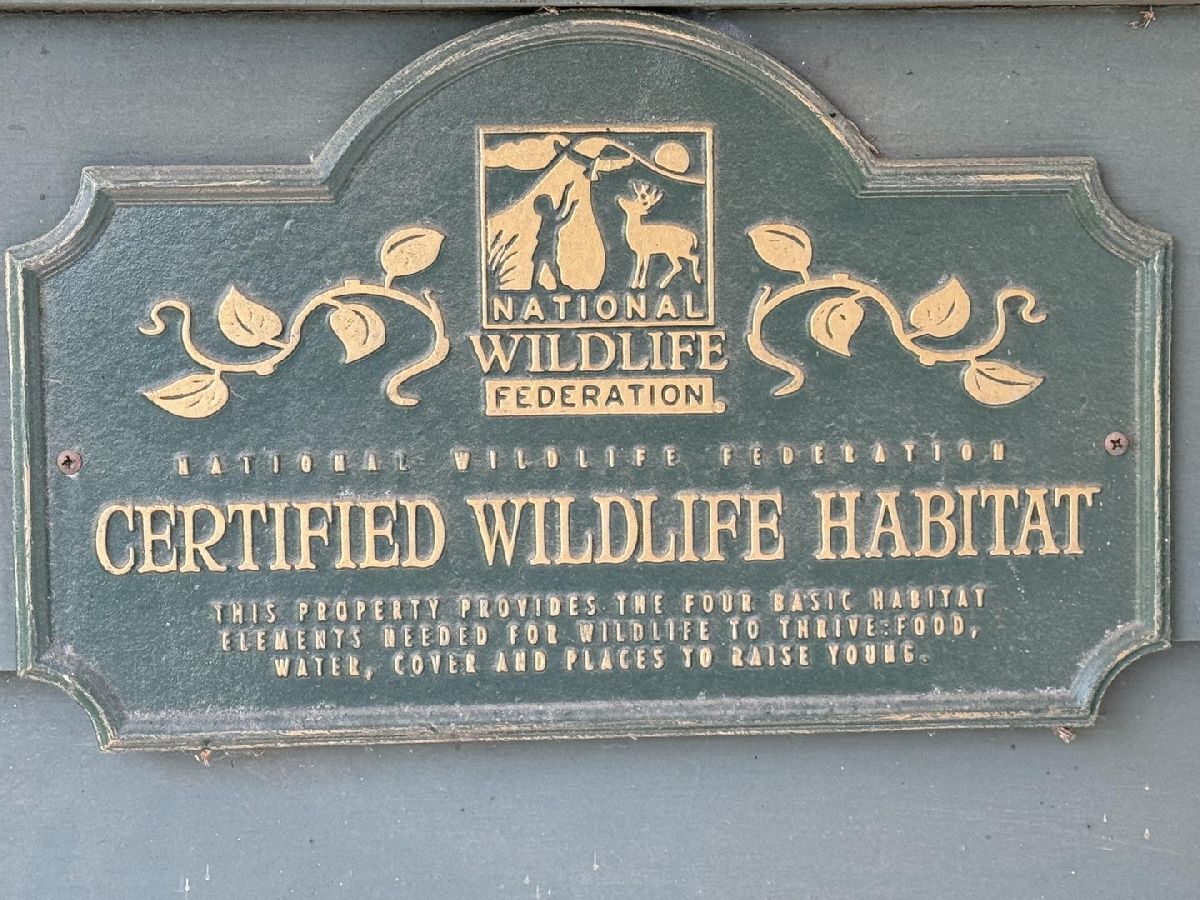 NATIONAL
WILDLIFE
FEDERATION®
NATIONAL WILDLIFE FEDERATION
CERTIFIED WILDLIFE HABITAT
THIS PROPERTY PROVIDES THE FOUR BASIC HABITAT
ELEMENTS NEEDED FOR WILDLIFE TO THRIVE: FOOD,
WATER, COVER AND PLACES TO RAISE YOUNG.